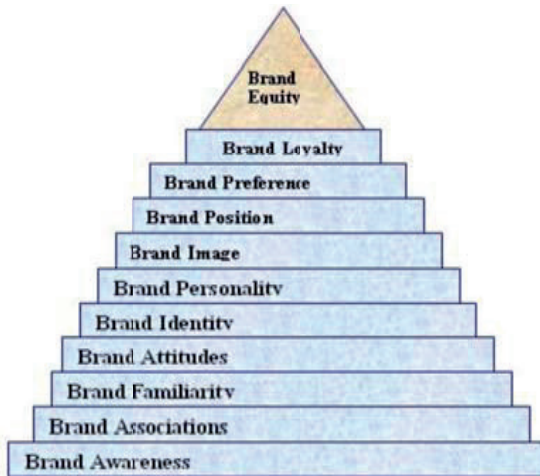 Brand
Equity
Brand Loyalty
Brand Preference
Brand Position
Brand Image
Brand Personality
Brand Identity
Brand Attitudes
Brand Familiarity
Brand Associations
Brand Awareness